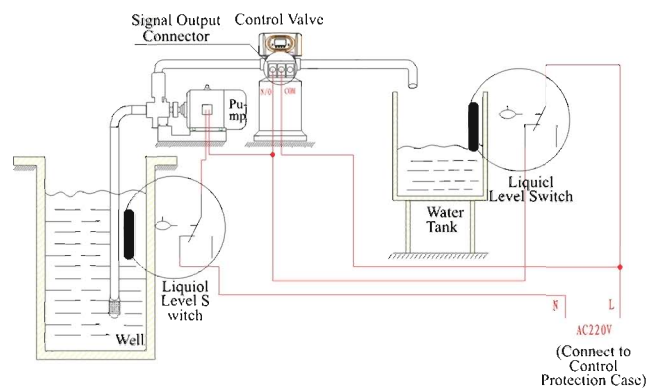 Signal Output
Connector
Control Valve
N/O
COM
Pu-
mp
Liquicl
Level Switch
Water
Tank
Liquiol
Level S
witch
Well
N
L
AC220V
(Connect to
Control
Protection Case)